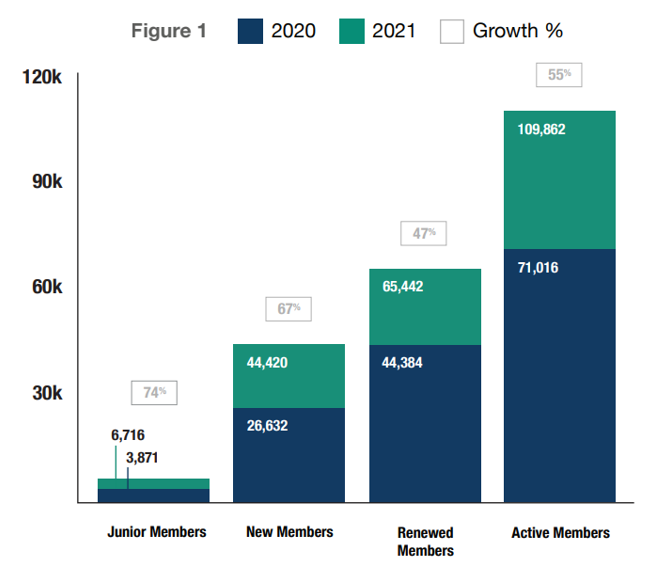 Figure 1 2020 2021 Growth %
120k
90k
60k
30k
55%
109,862
71,016
47%
65,442
44,384
67%
44,420
26,632
74%
6,716
3,871
Junior Members New Members Renewed Members Active Members